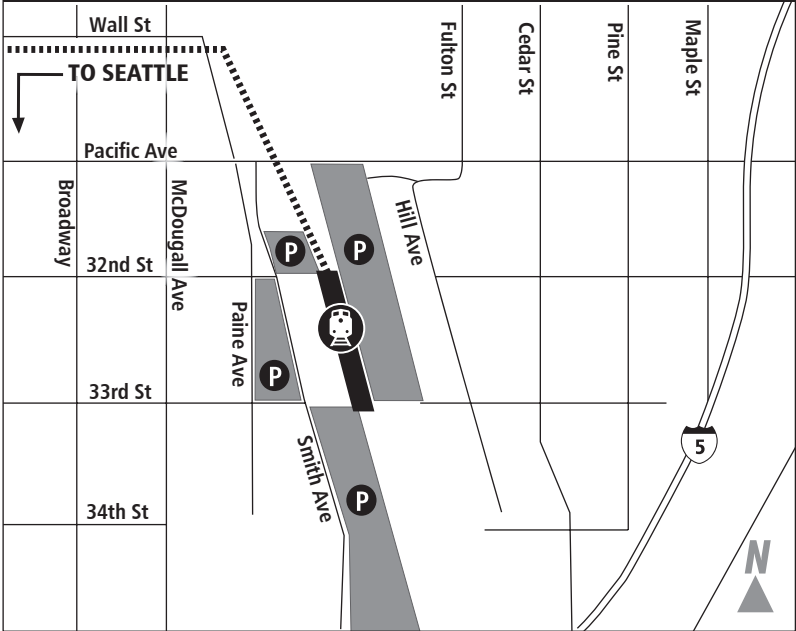 Wall St
TO SEATTLE
Fulton St
Cedar St
Pine St
Maple St
Pacific Ave
Broadway
McDougall Ave
Hill Ave
P
P
32nd St
Paine Ave
P
33rd St
Smith Ave
5
P
34th St
N